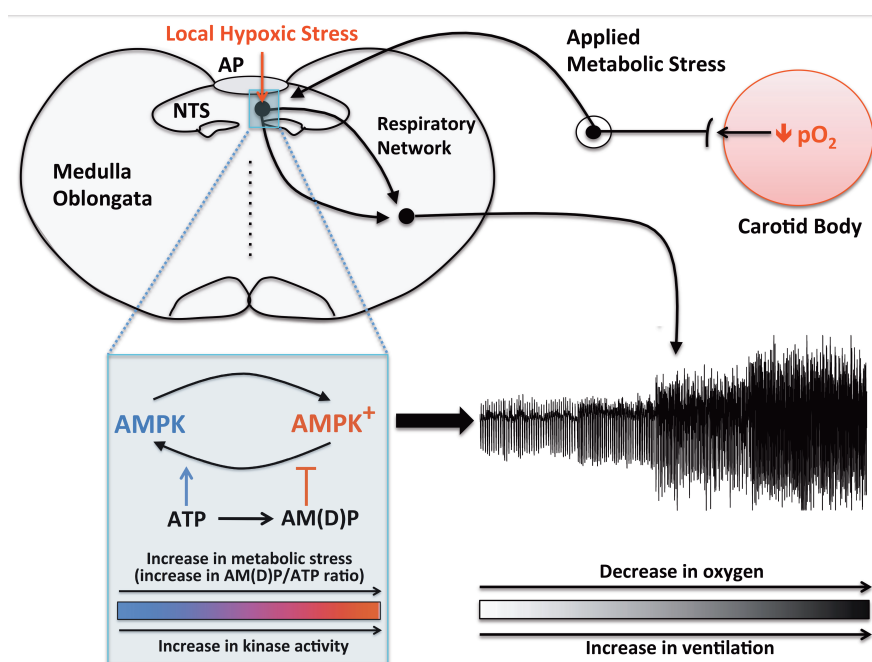 Local Hypoxic Stress
AP
NTS
Medulla
Oblongata
Respiratory
Network
Applied
Metabolic Stress
pO2
Carotid Body
AMPK
AMPK+
ATP
AM(D)P
Increase in metabolic stress
(increase in AM(D)P/ATP ratio)
Increase in kinase activity
Decrease in oxygen
Increase in ventilation